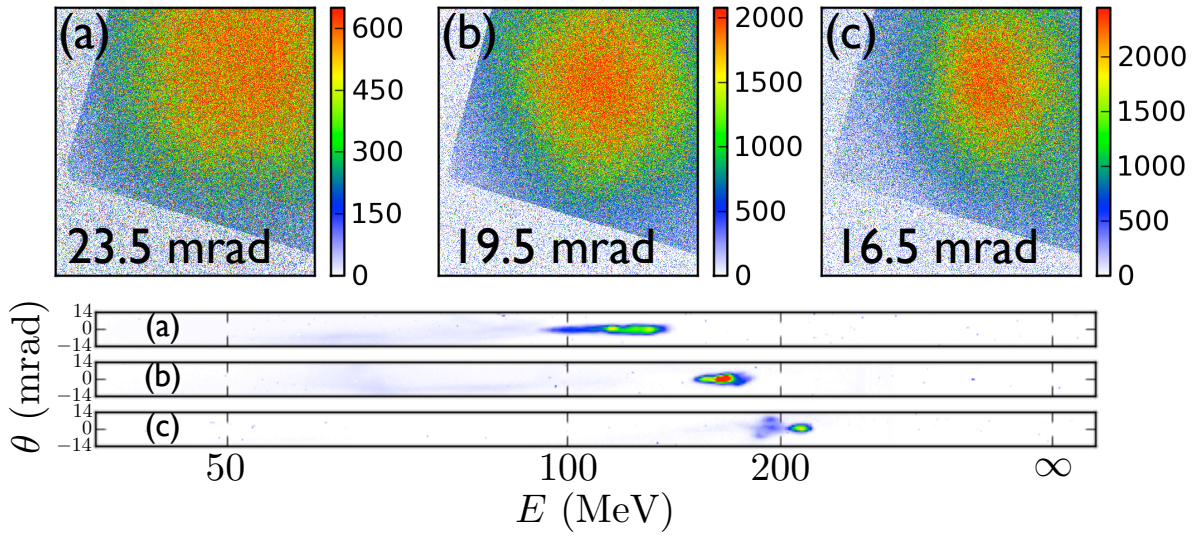 (a) 600 450 300 150 0 23.5 mrad
(b) 2000 1500 1000 500 0 19.5 mrad
(c) 2000 1500 1000 500 0 16.5 mrad
θ (mrad)
14 0 −14 (a)
14 0 −14 (b)
14 0 −14 (c)
50 100 200 ∞
E (MeV)